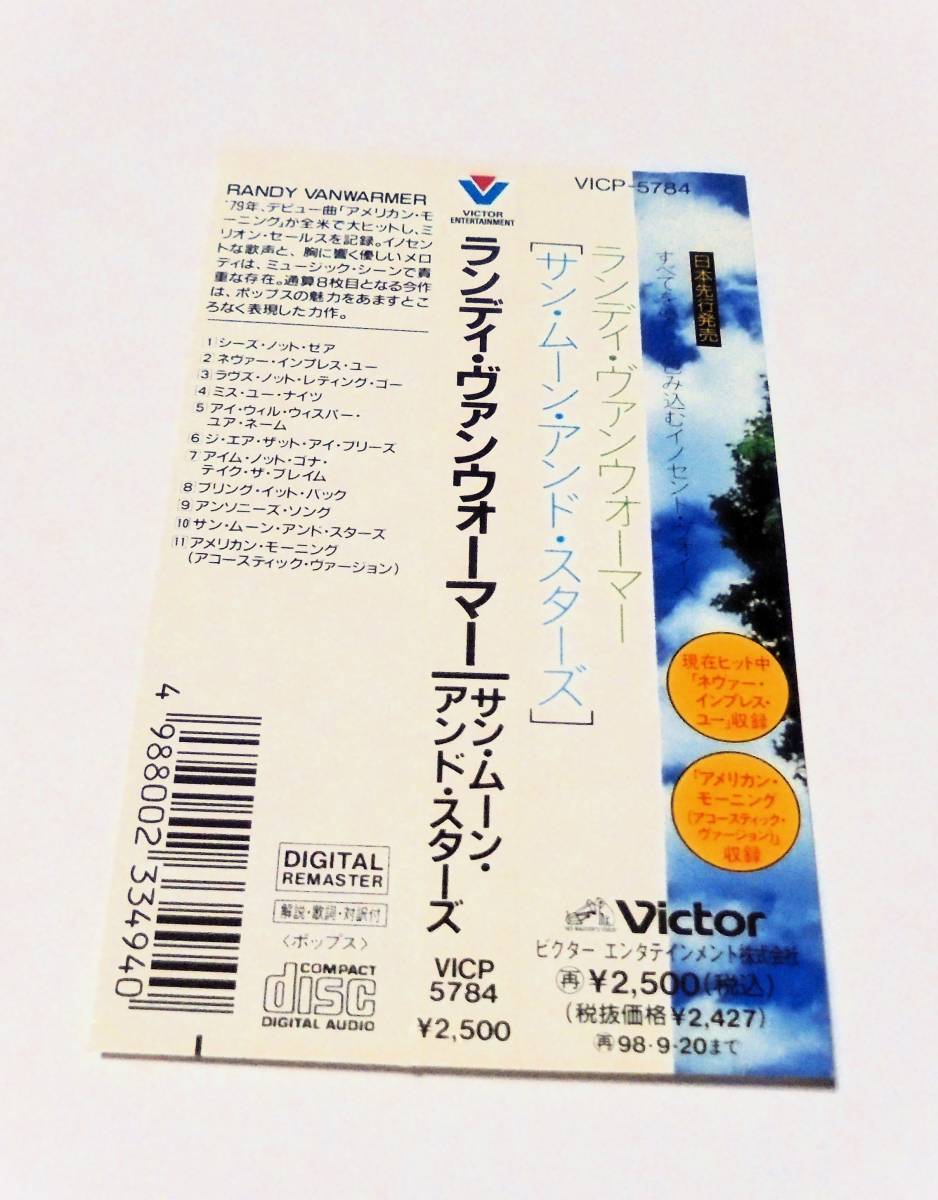 RANDY VANWARMER
'79年、デビュー曲「アメリカン・モ
ーニング」が全米で大ヒットし、ミ
リオン・セールスを記録。イノセン
トな歌声と、胸に響く優しいメロ
ディは、ミュージック・シーンで貴
重な存在。通算8枚目となる今作
は、ポップスの魅力をあますとこ
ろなく表現した力作。
1 シーズ・ノット・ゼア
2 ネヴァー・インプレス・ユー
3 ラヴズ・ノット・レティング・ゴー
4 ミス・ユー・ナイツ
5 アイ・ウィル・ウィスパー・
ユア・ネーム
6 ジ・エア・ザット・アイ・ブリーズ
7 アイム・ノット・ゴナ・
テイク・ザ・ブレイム
8 ブリング・イット・バック
9 アンソニーズ・ソング
10 サン・ムーン・アンド・スターズ
11 アメリカン・モーニング
(アコースティック・ヴァージョン)
4 988002 334940
DIGITAL
REMASTER
解説・歌詞・対訳付
〈ポップス〉
COMPACT
disc
DIGITAL AUDIO
VICTOR
ENTERTAINMENT
ランディ・ヴァンウォーマー
サン・ムーン・
アンド・スターズ
VICP
5784
¥2,500
VICP-5784
日本先行発売
すべて
み込むイノセント・
ランディ・ヴァンウォーマー
[サン・ムーン・アンド・スターズ]
現在ヒット中
「ネヴァー・
インプレス・
ユー」収録
「アメリカン・
モーニング
(アコースティック・
ヴァージョン)」
収録
Victor
ビクター エンタテインメント株式会社
再 ¥2,500(税込)
(税抜価格¥2,427)
再 98・9・20まで